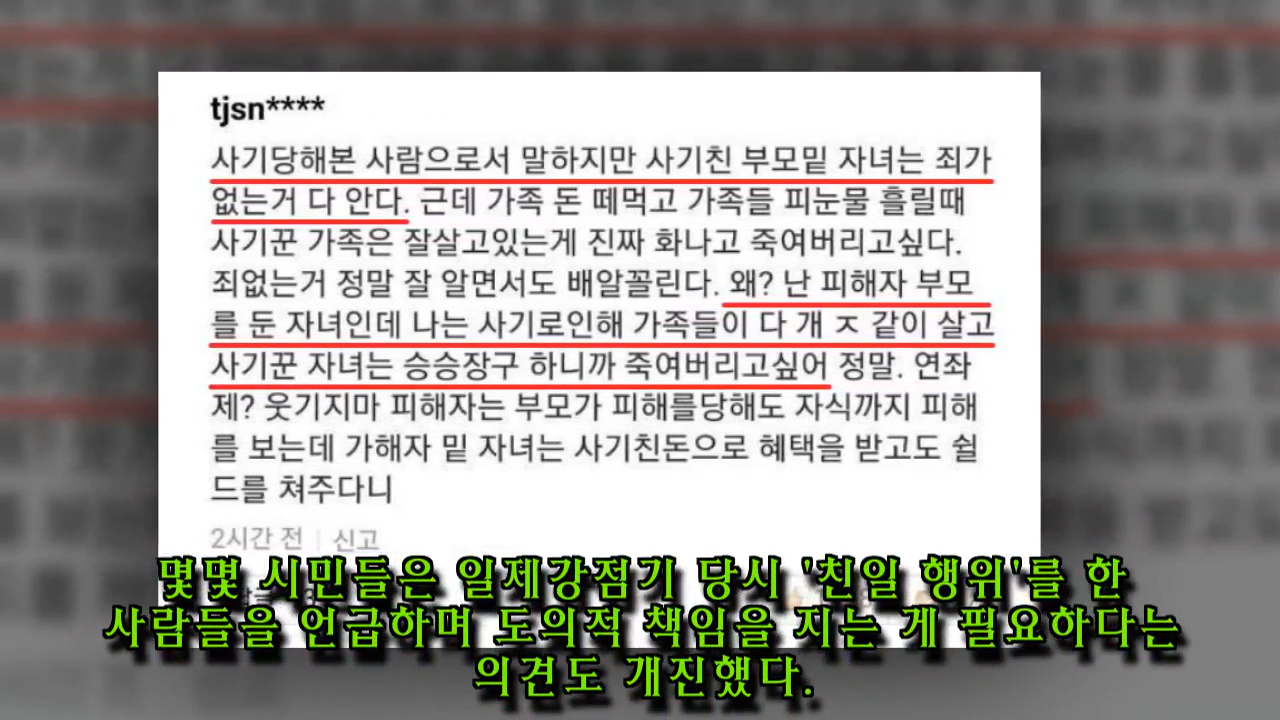 tjsn****
사기당해본 사람으로서 말하지만 사기친 부모밑 자녀는 죄가
없는거 다 안다. 근데 가족 돈 떼먹고 가족들 피눈물 흘릴때
사기꾼 가족은 잘살고있는게 진짜 화나고 죽여버리고싶다.
죄없는거 정말 잘 알면서도 배알꼴린다. 왜? 난 피해자 부모
를 둔 자녀인데 나는 사기로인해 가족들이 다 개 ㅈ 같이 살고
사기꾼 자녀는 승승장구 하니까 죽여버리고싶어 정말. 연좌
제? 웃기지마 피해자는 부모가 피해를당해도 자식까지 피해
를 보는데 가해자 밑 자녀는 사기친돈으로 혜택을 받고도 쉴
드를 쳐주다니
2시간 전 | 신고
몇몇 시민들은 일제강점기 당시 '친일 행위'를 한
사람들을 언급하며 도의적 책임을 지는 게 필요하다는
의견도 개진했다.